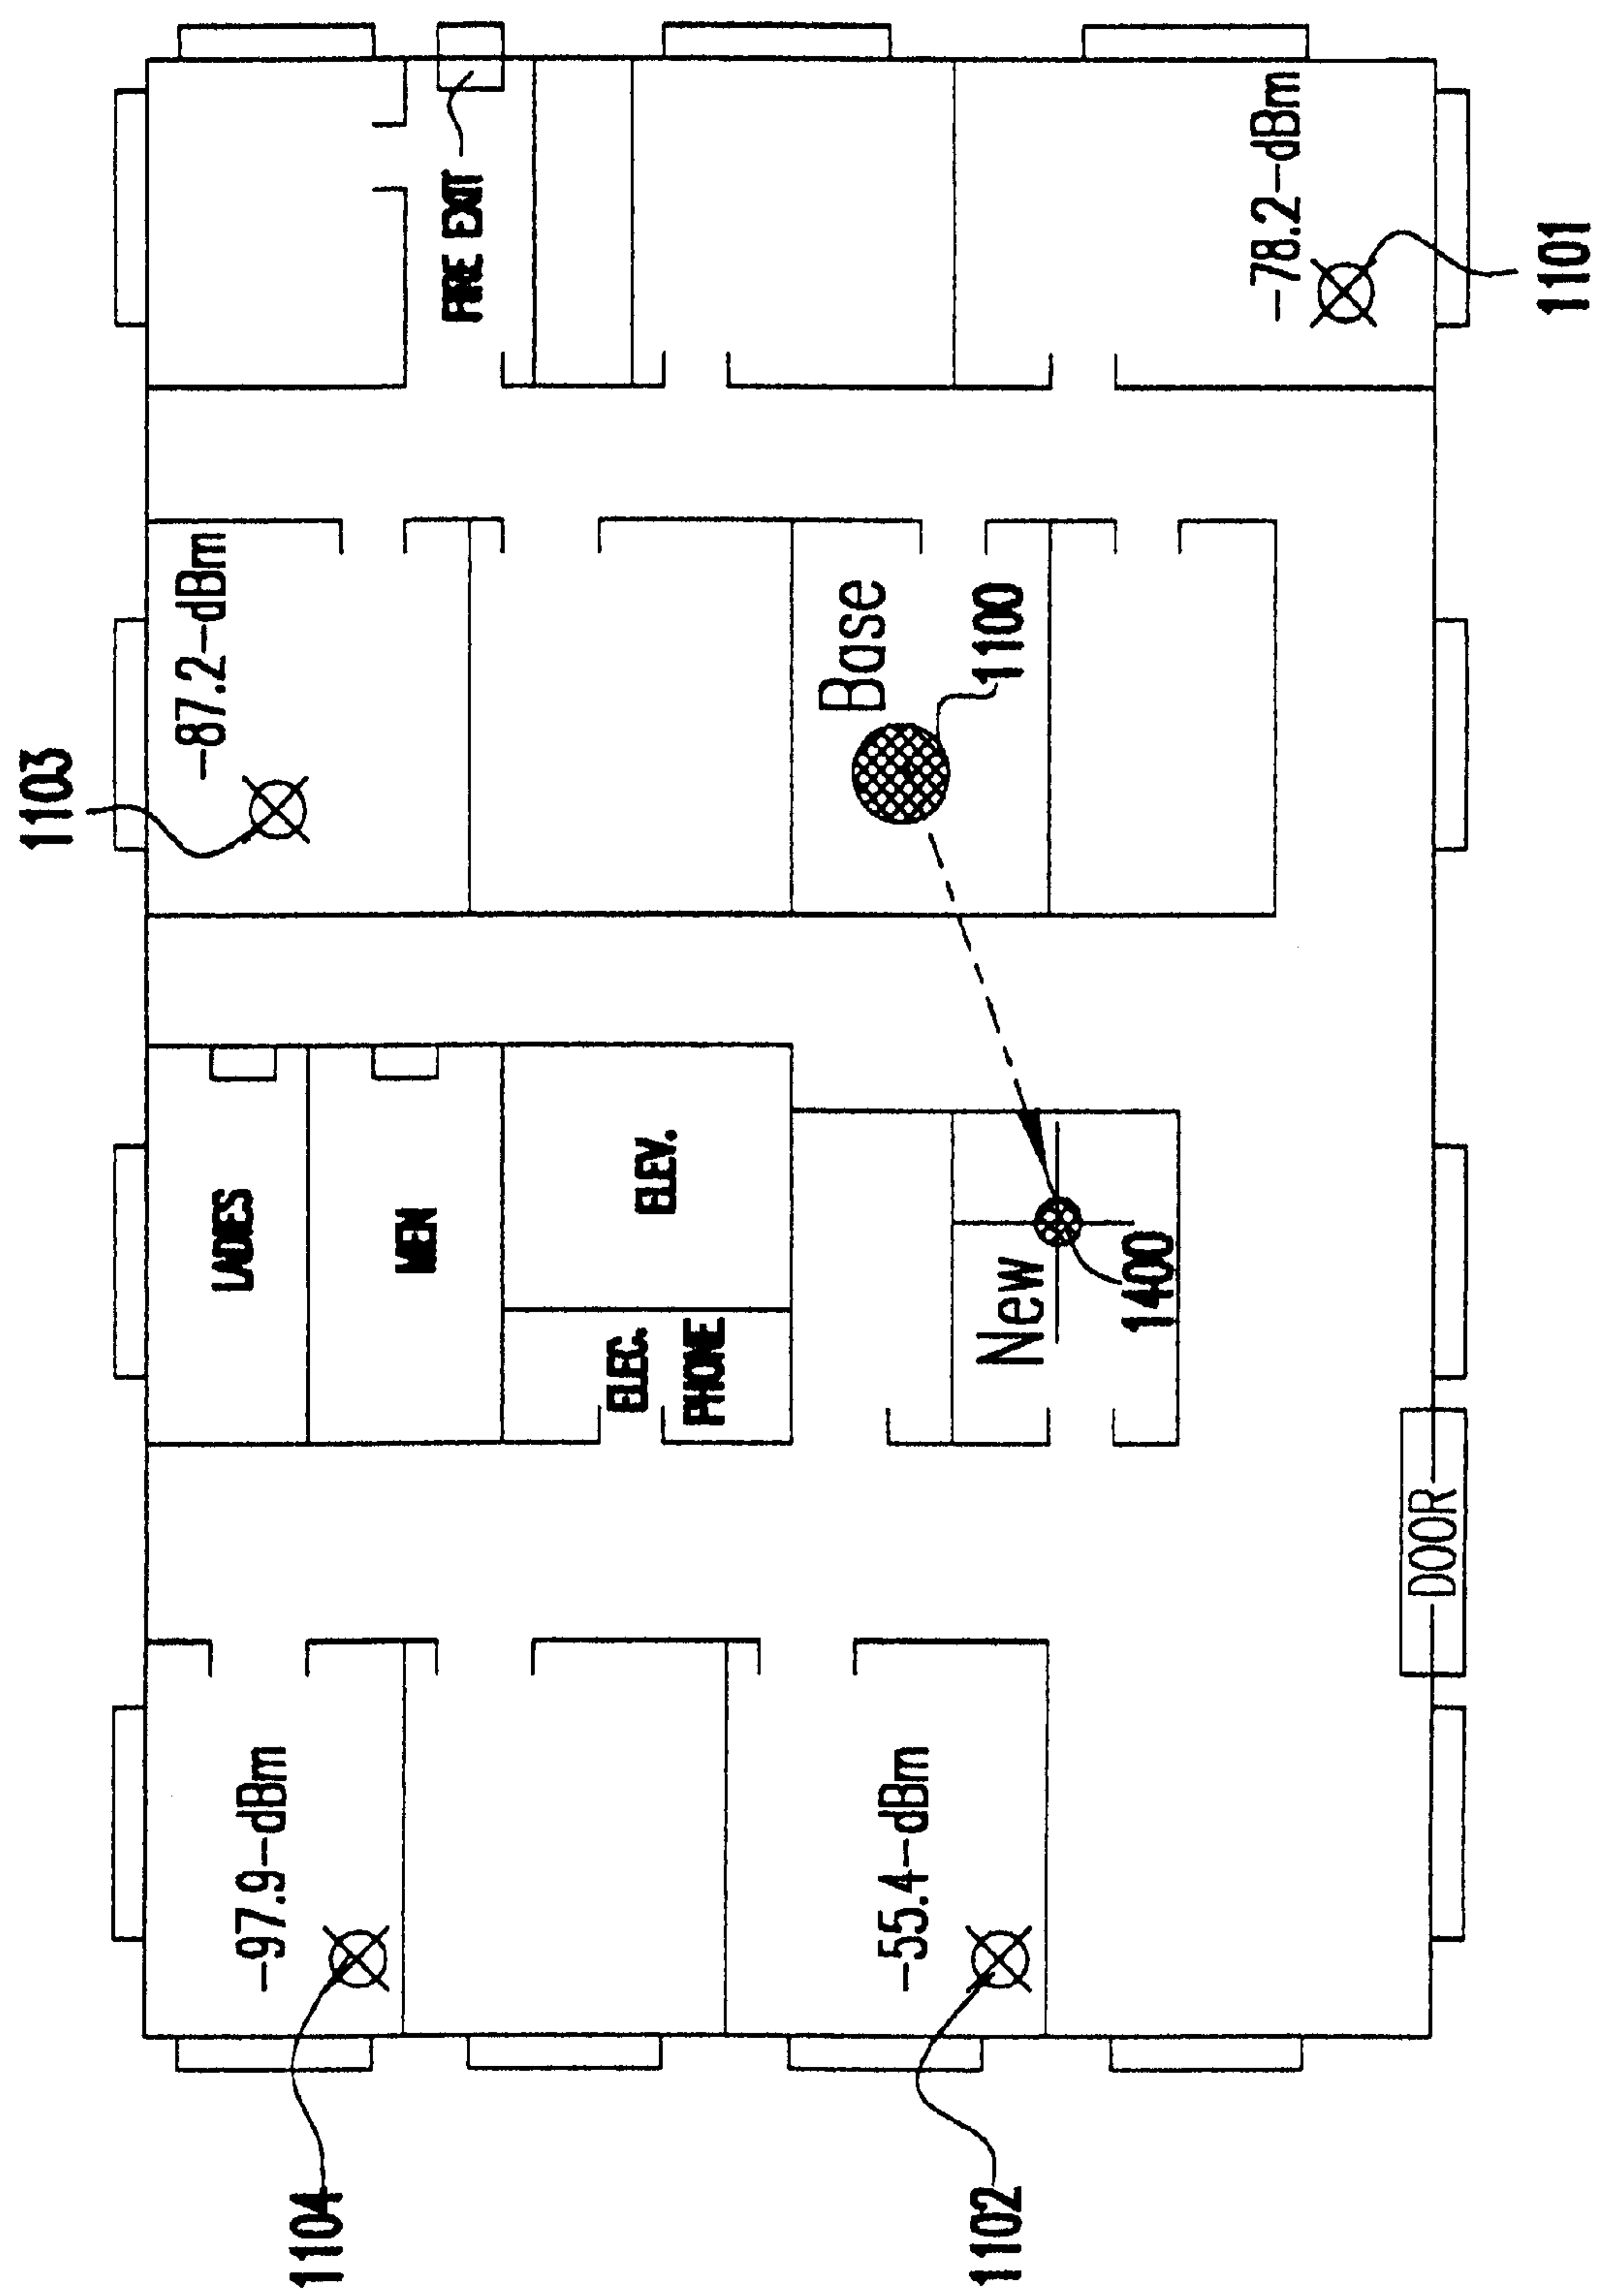 1103
1104
LADIES
-87.2-dBm
-97.9-dBm
MEN
FIRE EXIT
ELEC.
PHONE
ELEV.
Base
-55.4-dBm
1100
New
1102
1400
-78.2-dBm
DOOR
1101